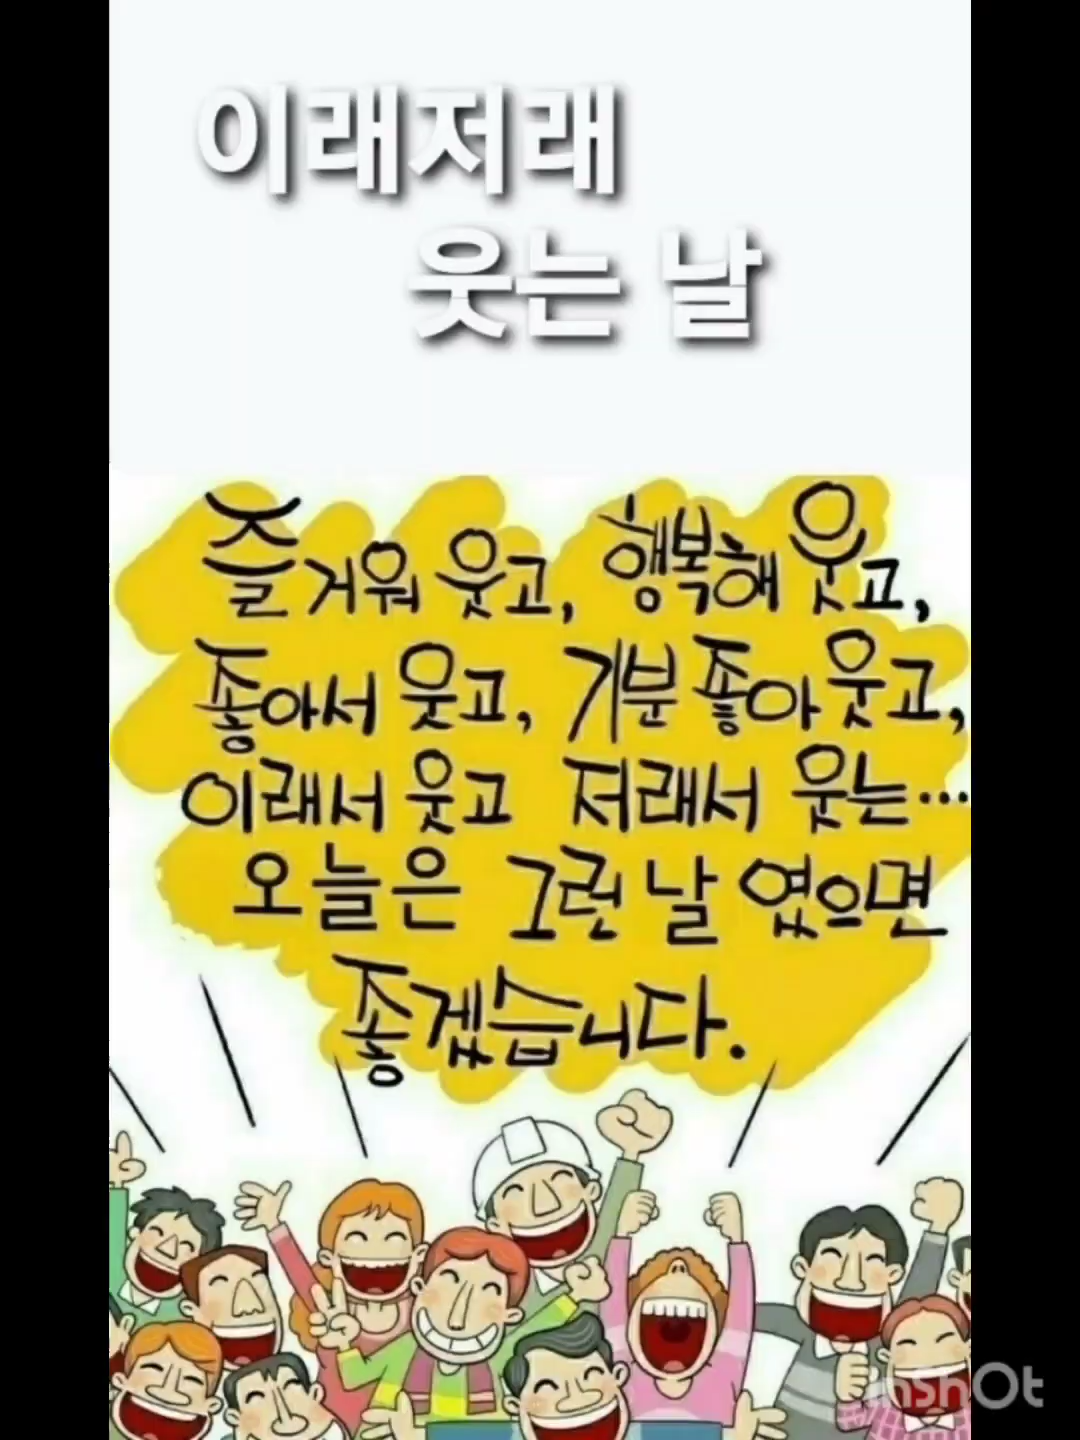 이래저래
웃는 날
즐거워 웃고, 행복해 웃고,
좋아서 웃고, 기분 좋아 웃고,
이래서 웃고 저래서 웃는...
오늘은 그런 날 였으면
좋겠습니다.
InShOt